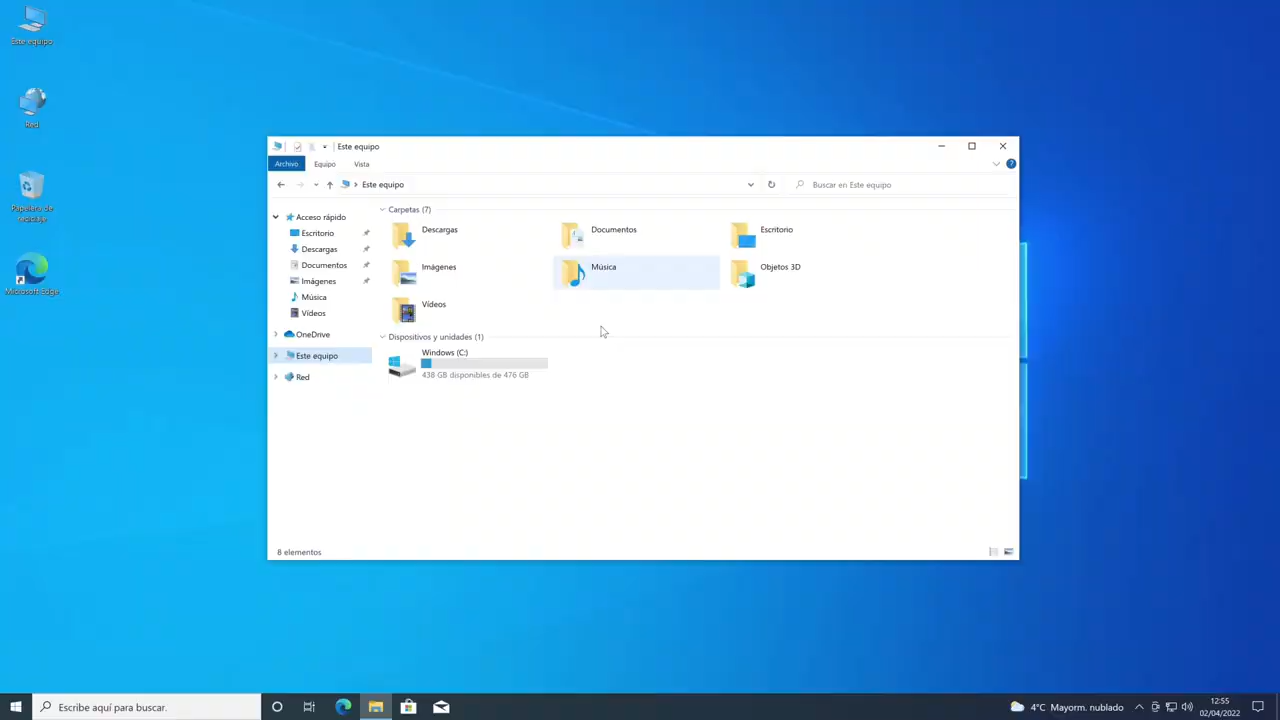 Este equipo
Red
Papelera de
reciclaje
Microsoft Edge
Este equipo
Archivo
Equipo
Vista
?
Este equipo
Buscar en Este equipo
Acceso rápido
Escritorio
Descargas
Documentos
Imágenes
Música
Vídeos
OneDrive
Este equipo
Red
Carpetas (7)
Descargas
Documentos
Escritorio
Imágenes
Música
Objetos 3D
Vídeos
Dispositivos y unidades (1)
Windows (C:)
438 GB disponibles de 476 GB
8 elementos
Escribe aquí para buscar.
4°C Mayorm. nublado
12:55
02/04/2022